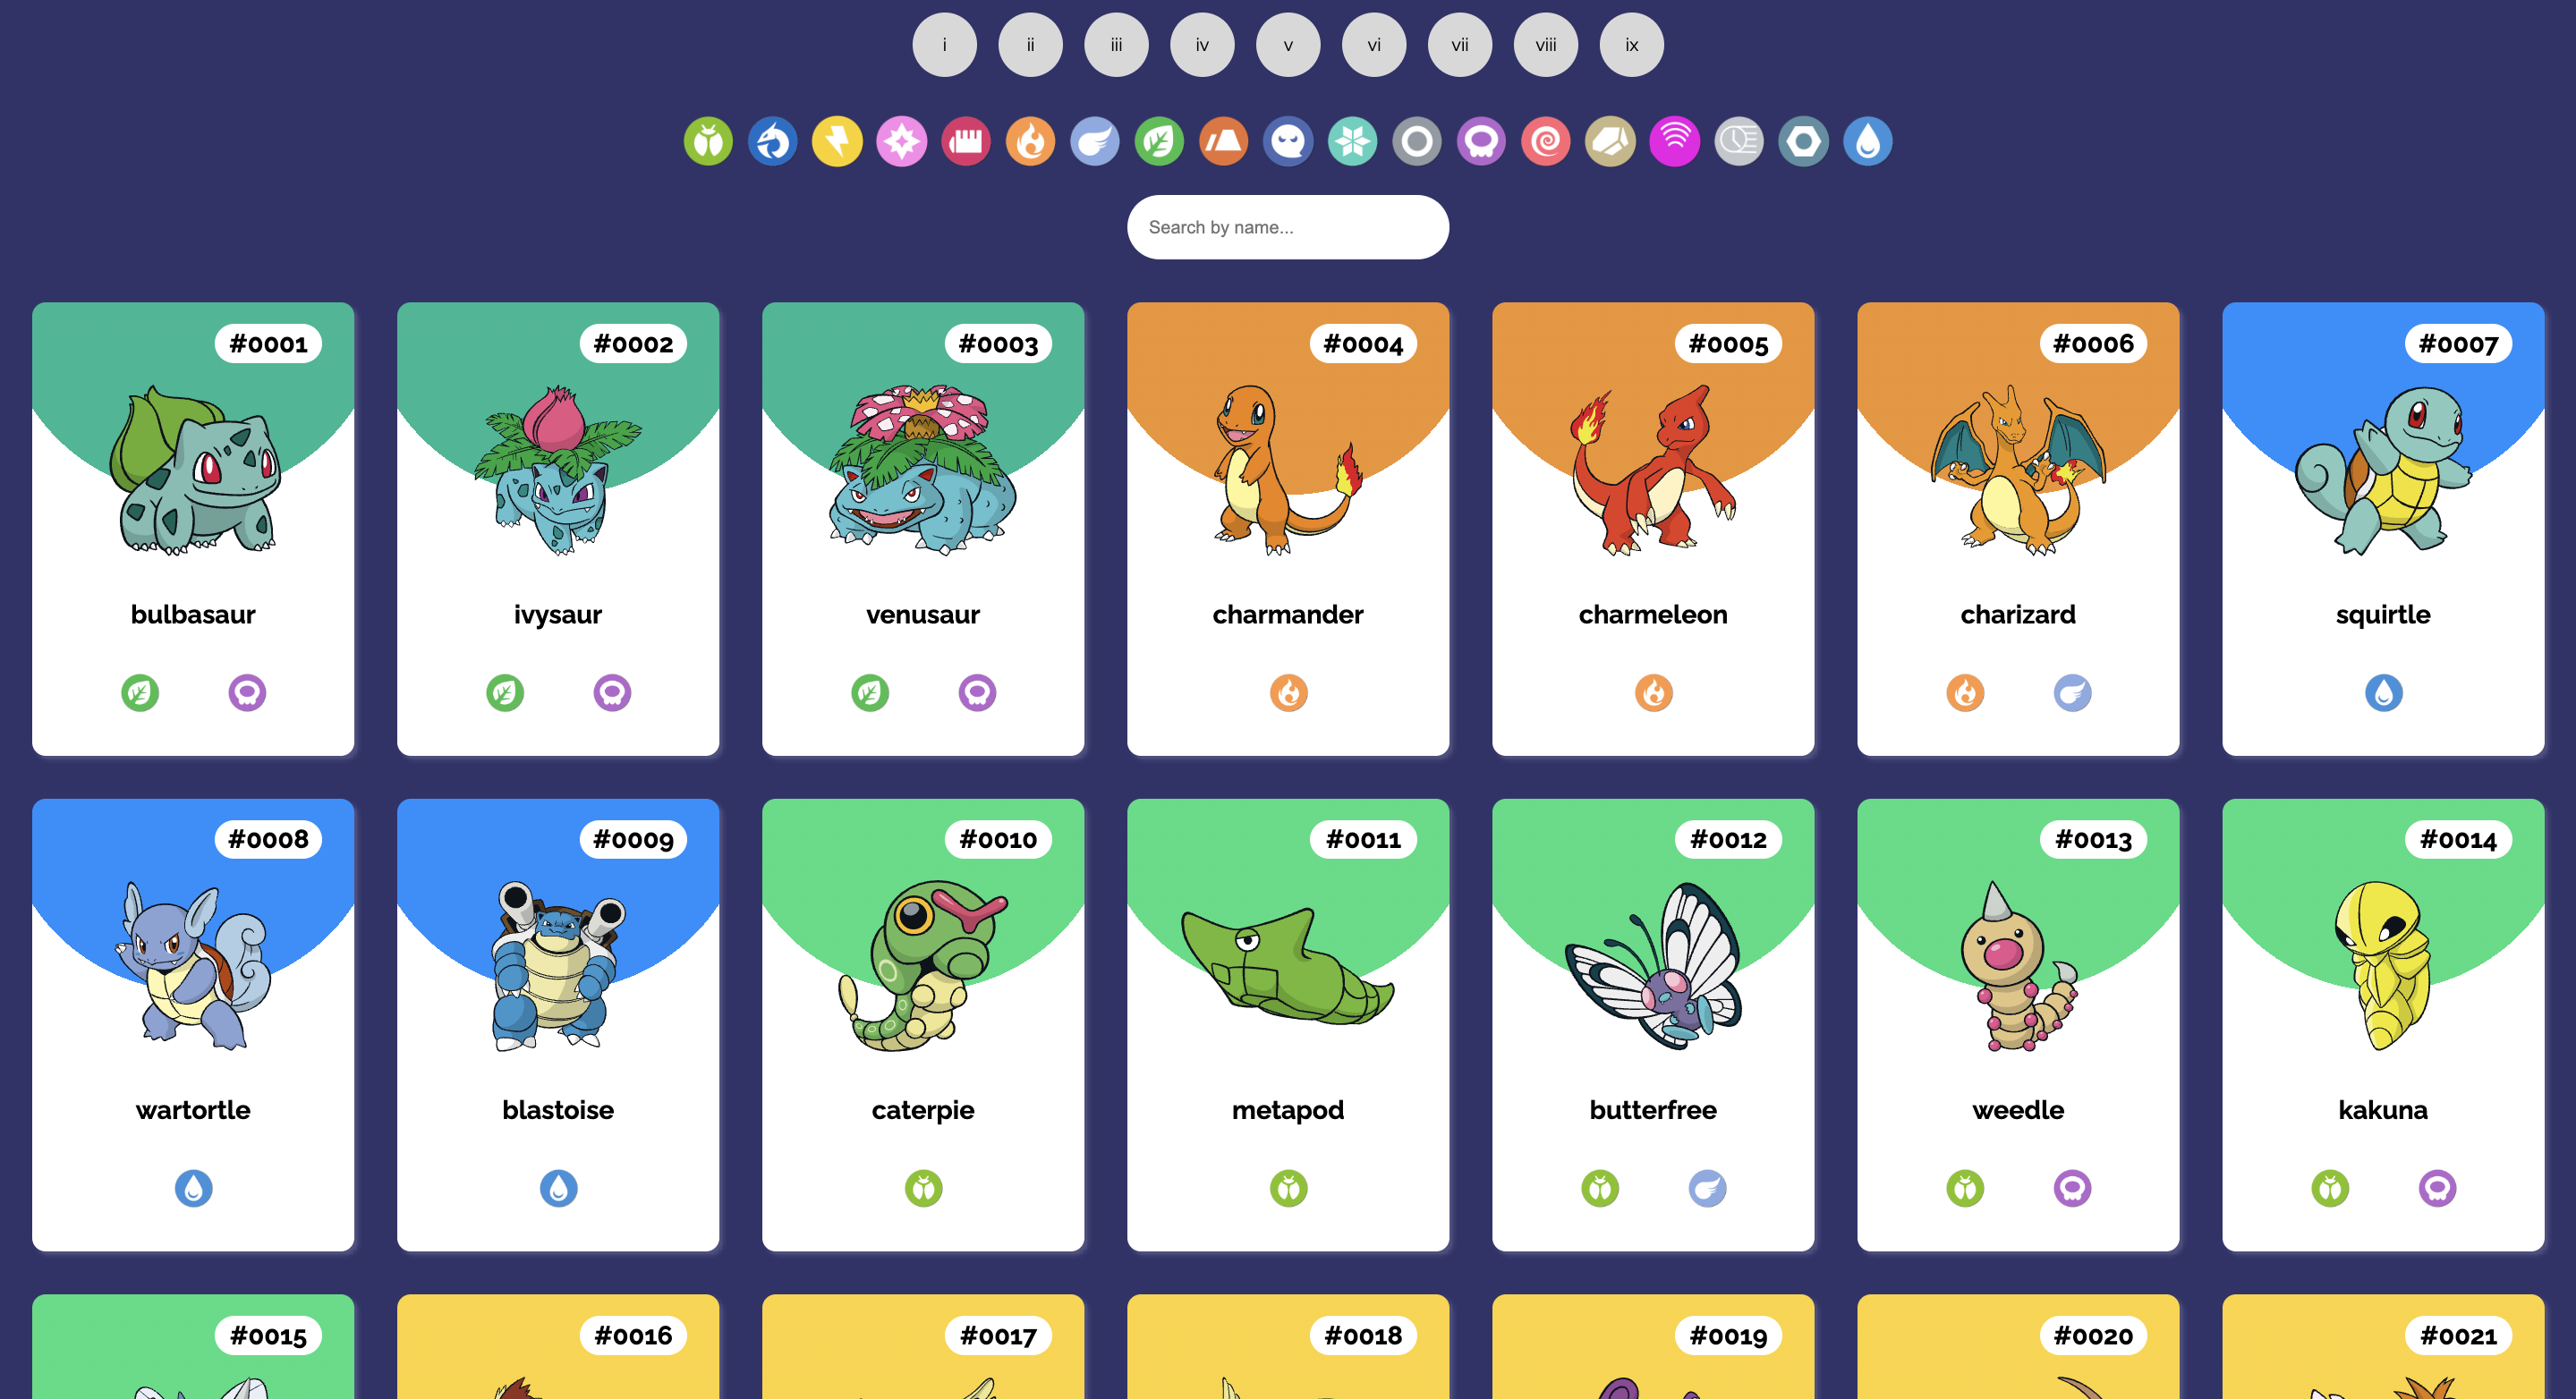 i ii iii iv v vi vii viii ix
Search by name...
#0001 #0002 #0003 #0004 #0005 #0006 #0007
bulbasaur ivysaur venusaur charmander charmeleon charizard squirtle
#0008 #0009 #0010 #0011 #0012 #0013 #0014
wartortle blastoise caterpie metapod butterfree weedle kakuna
#0015 #0016 #0017 #0018 #0019 #0020 #0021